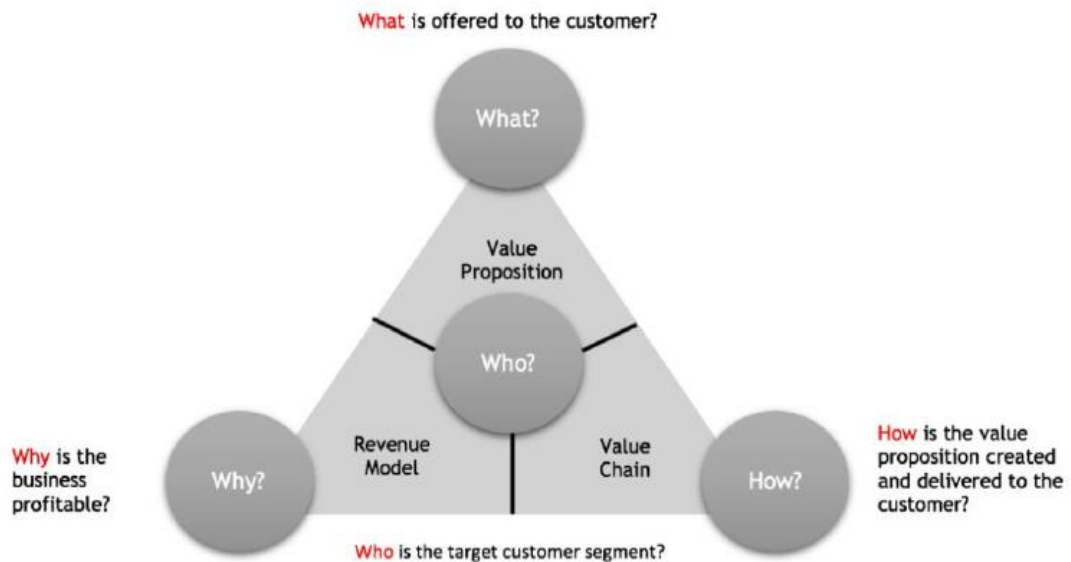 What is offered to the customer?
What?
Value
Proposition
Who?
Revenue
Model
Value
Chain
Why is the
business
profitable?
Why?
How?
How is the value
proposition created
and delivered to the
customer?
Who is the target customer segment?